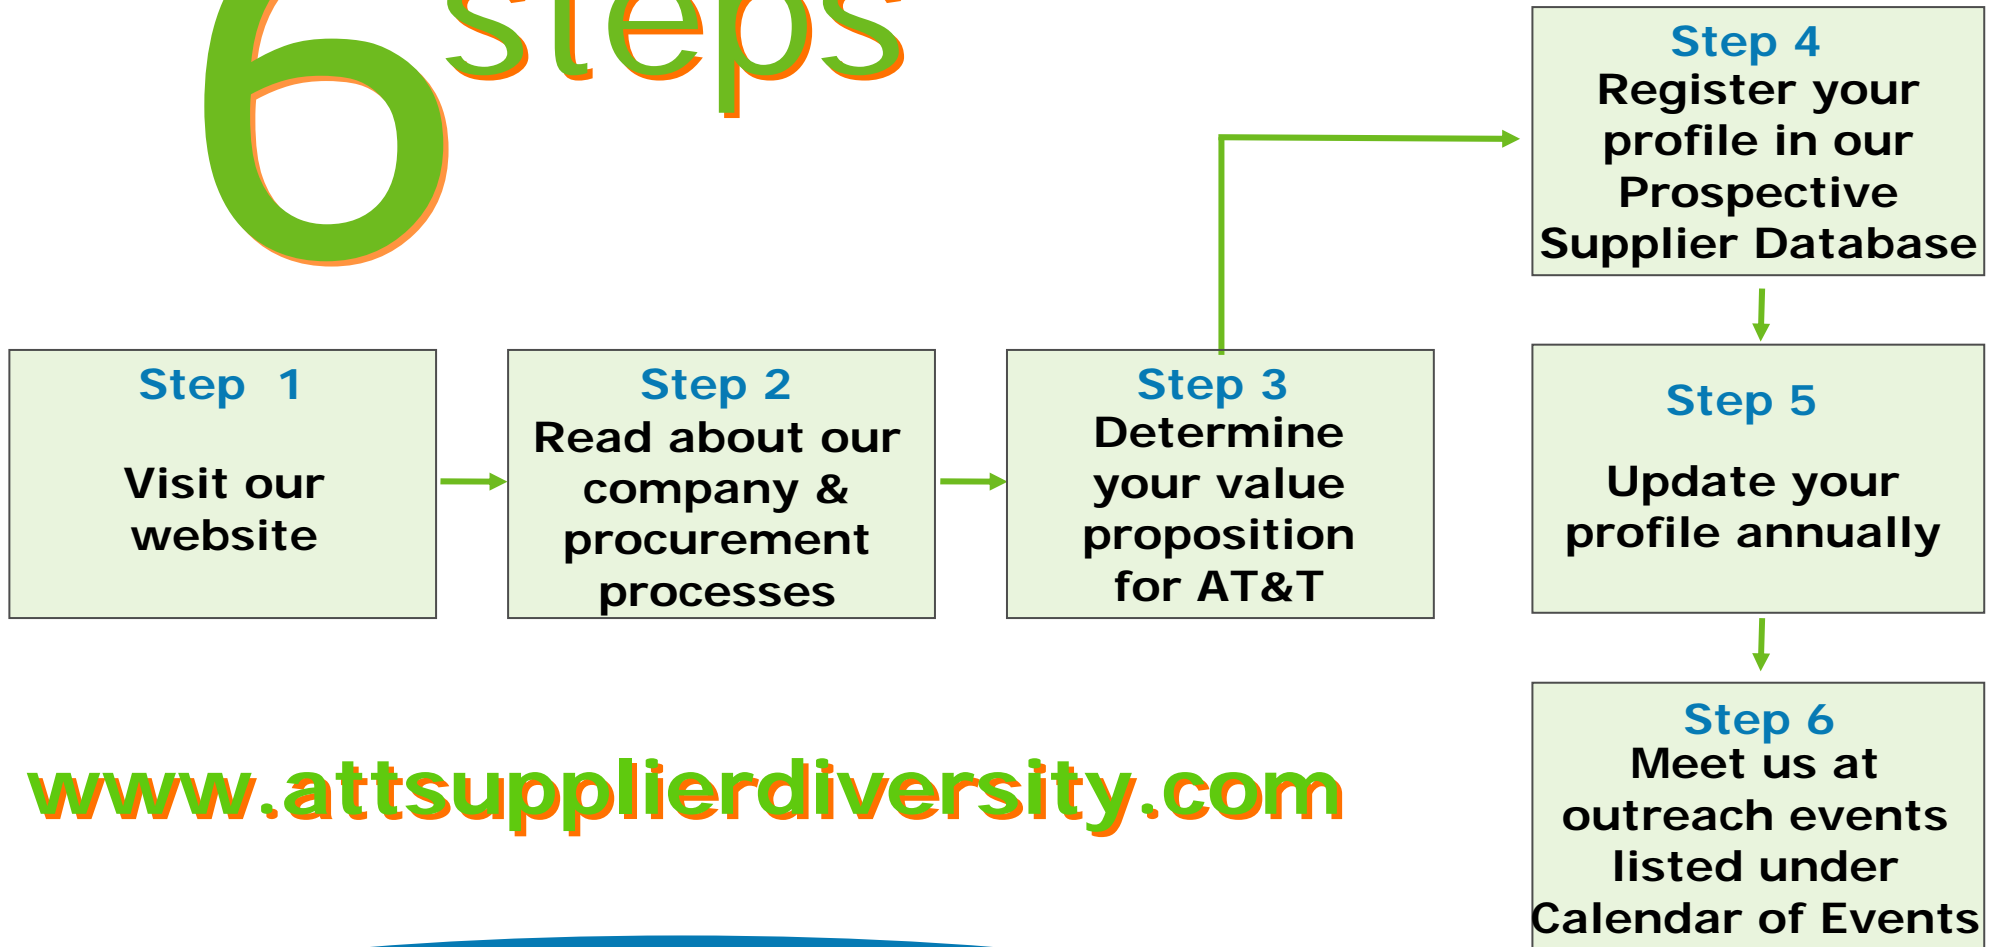 6 steps
Step 1
Visit our
website
Step 2
Read about our
company &
procurement
processes
Step 3
Determine
your value
proposition
for AT&T
Step 4
Register your
profile in our
Prospective
Supplier Database
Step 5
Update your
profile annually
Step 6
Meet us at
outreach events
listed under
Calendar of Events
www.attsupplierdiversity.com